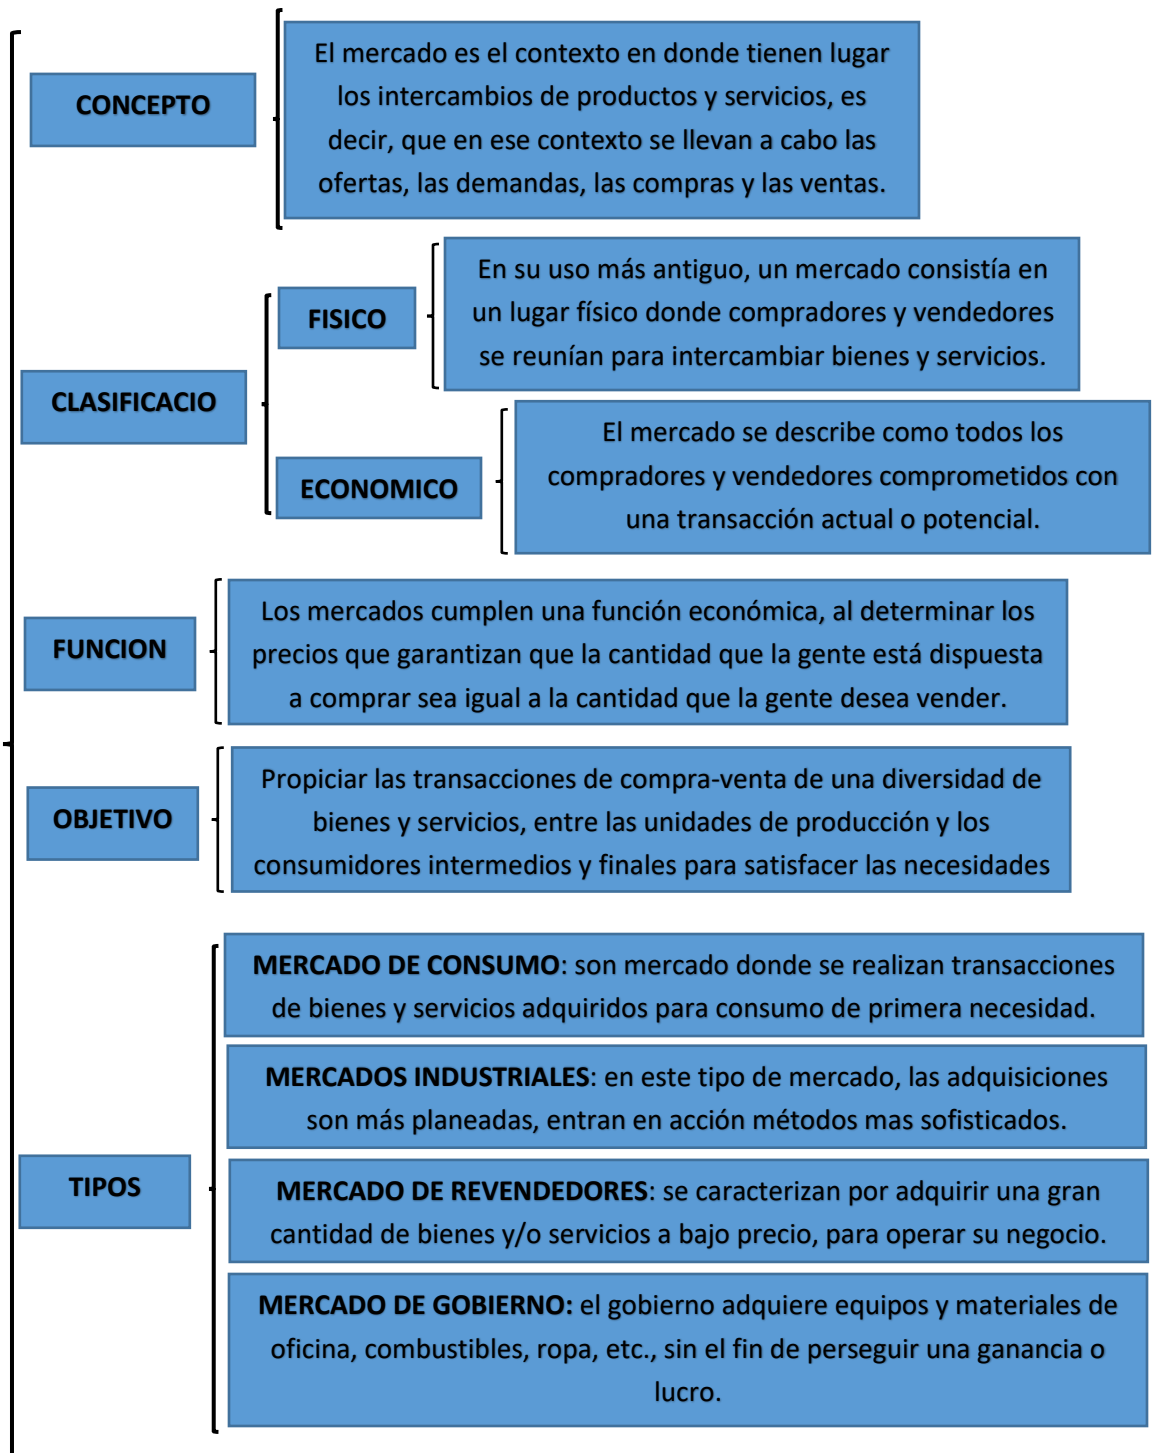 CONCEPTO
El mercado es el contexto en donde tienen lugar
los intercambios de productos y servicios, es
decir, que en ese contexto se llevan a cabo las
ofertas, las demandas, las compras y las ventas.
CLASIFICACIO
FISICO
En su uso más antiguo, un mercado consistía en
un lugar físico donde compradores y vendedores
se reunían para intercambiar bienes y servicios.
ECONOMICO
El mercado se describe como todos los
compradores y vendedores comprometidos con
una transacción actual o potencial.
FUNCION
Los mercados cumplen una función económica, al determinar los
precios que garantizan que la cantidad que la gente está dispuesta
a comprar sea igual a la cantidad que la gente desea vender.
OBJETIVO
Propiciar las transacciones de compra-venta de una diversidad de
bienes y servicios, entre las unidades de producción y los
consumidores intermedios y finales para satisfacer las necesidades
TIPOS
MERCADO DE CONSUMO: son mercado donde se realizan transacciones
de bienes y servicios adquiridos para consumo de primera necesidad.
MERCADOS INDUSTRIALES: en este tipo de mercado, las adquisiciones
son más planeadas, entran en acción métodos mas sofisticados.
MERCADO DE REVENDEDORES: se caracterizan por adquirir una gran
cantidad de bienes y/o servicios a bajo precio, para operar su negocio.
MERCADO DE GOBIERNO: el gobierno adquiere equipos y materiales de
oficina, combustibles, ropa, etc., sin el fin de perseguir una ganancia o
lucro.